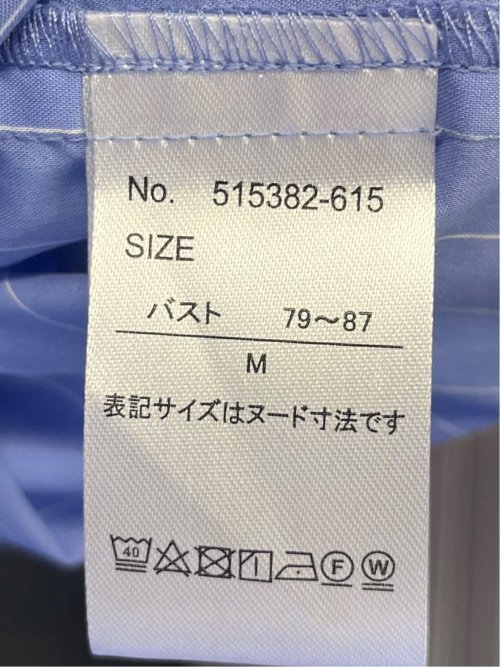 No. 515382-615
SIZE
バスト 79～87
M
表記サイズはヌード寸法です
40 F W